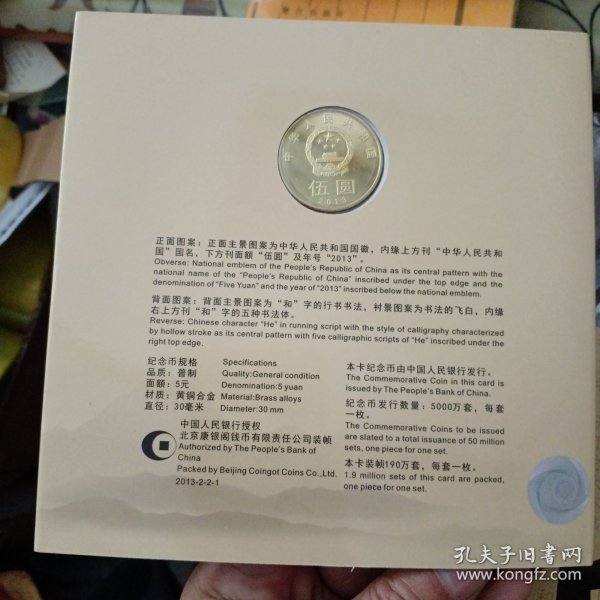 中华人民共和国
伍圆
2013
正面图案：正面主景图案为中华人民共和国国徽，内缘上方刊“中华人民共和
国”国名，下方刊面额“伍圆”及年号“2013”。
Obverse: National emblem of the People's Republic of China as its central pattern with the
national name of the “People's Republic of China” inscribed under the top edge and the
denomination of “Five Yuan” and the year of “2013” inscribed below the national emblem.
背面图案：背面主景图案为“和”字的行书书法，衬景图案为书法的飞白，内缘
右上方刊“和”字的五种书法体。
Reverse: Chinese character “He” in running script with the style of calligraphy characterized
by hollow stroke as its central pattern with five calligraphic scripts of “He” inscribed under the
right top edge.
纪念币规格 Specifications
品质：普制 Quality:General condition
面额：5元 Denomination:5 yuan
材质：黄铜合金 Material:Brass alloys
直径：30毫米 Diameter:30 mm
中国人民银行授权
北京康银阁钱币有限责任公司装帧
Authorized by The People's Bank of
China
Packed by Beijing Coingot Coins Co.,Ltd.
2013-2-2-1
本卡纪念币由中国人民银行发行。
The Commemorative Coin in this card is
issued by The People's Bank of China.
纪念币发行数量：5000万套，每套
一枚。
The Commemorative Coins to be issued
are slated to a total issuance of 50 million
sets, one piece for one set.
本卡装帧190万套，每套一枚。
1.9 million sets of this card are packed,
one piece for one set.
孔夫子旧书网
www.kongfz.com